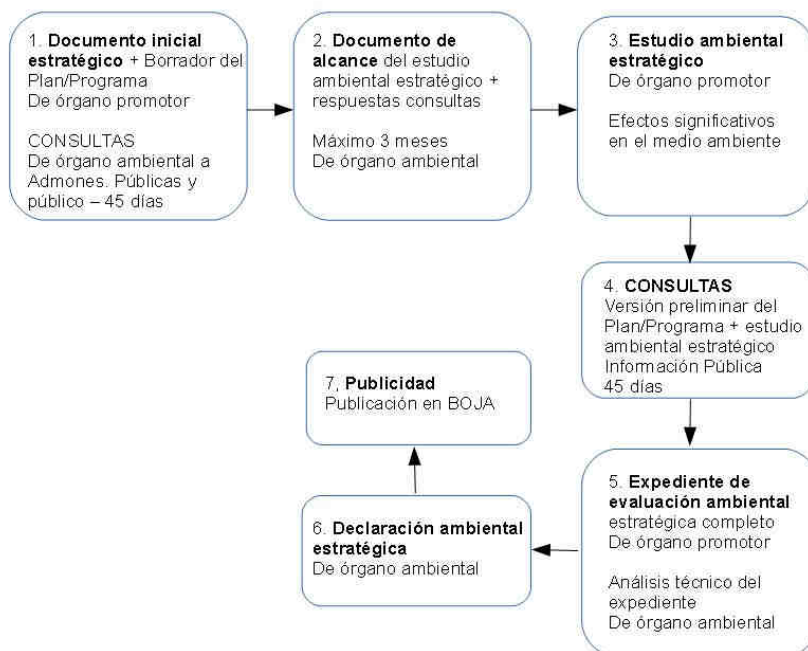 1. Documento inicial
estratégico + Borrador del
Plan/Programa
De órgano promotor
CONSULTAS
De órgano ambiental a
Admones. Públicas y
público – 45 días
2. Documento de
alcance del estudio
ambiental estratégico +
respuestas consultas
Máximo 3 meses
De órgano ambiental
3. Estudio ambiental
estratégico
De órgano promotor
Efectos significativos
en el medio ambiente
4. CONSULTAS
Versión preliminar del
Plan/Programa + estudio
ambiental estratégico
Información Pública
45 días
5. Expediente de
evaluación ambiental
estratégica completo
De órgano promotor
Análisis técnico del
expediente
De órgano ambiental
6. Declaración ambiental
estratégica
De órgano ambiental
7, Publicidad
Publicación en BOJA